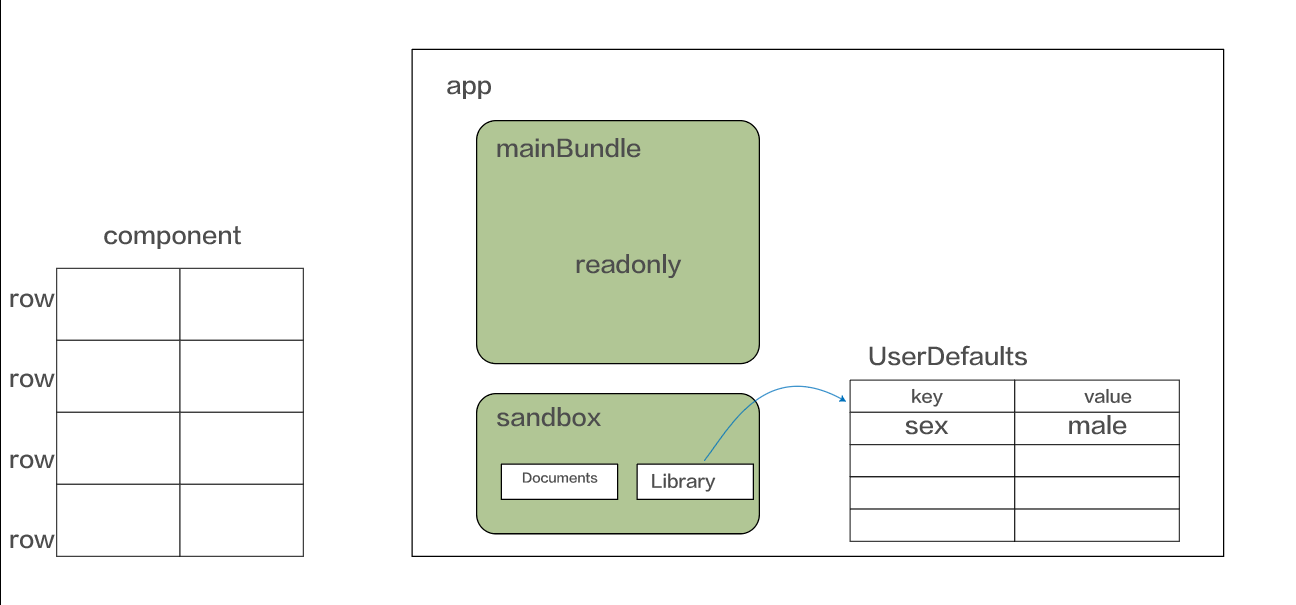 component
row
row
row
row
app
mainBundle
readonly
sandbox
Documents
Library
UserDefaults
key value
sex male